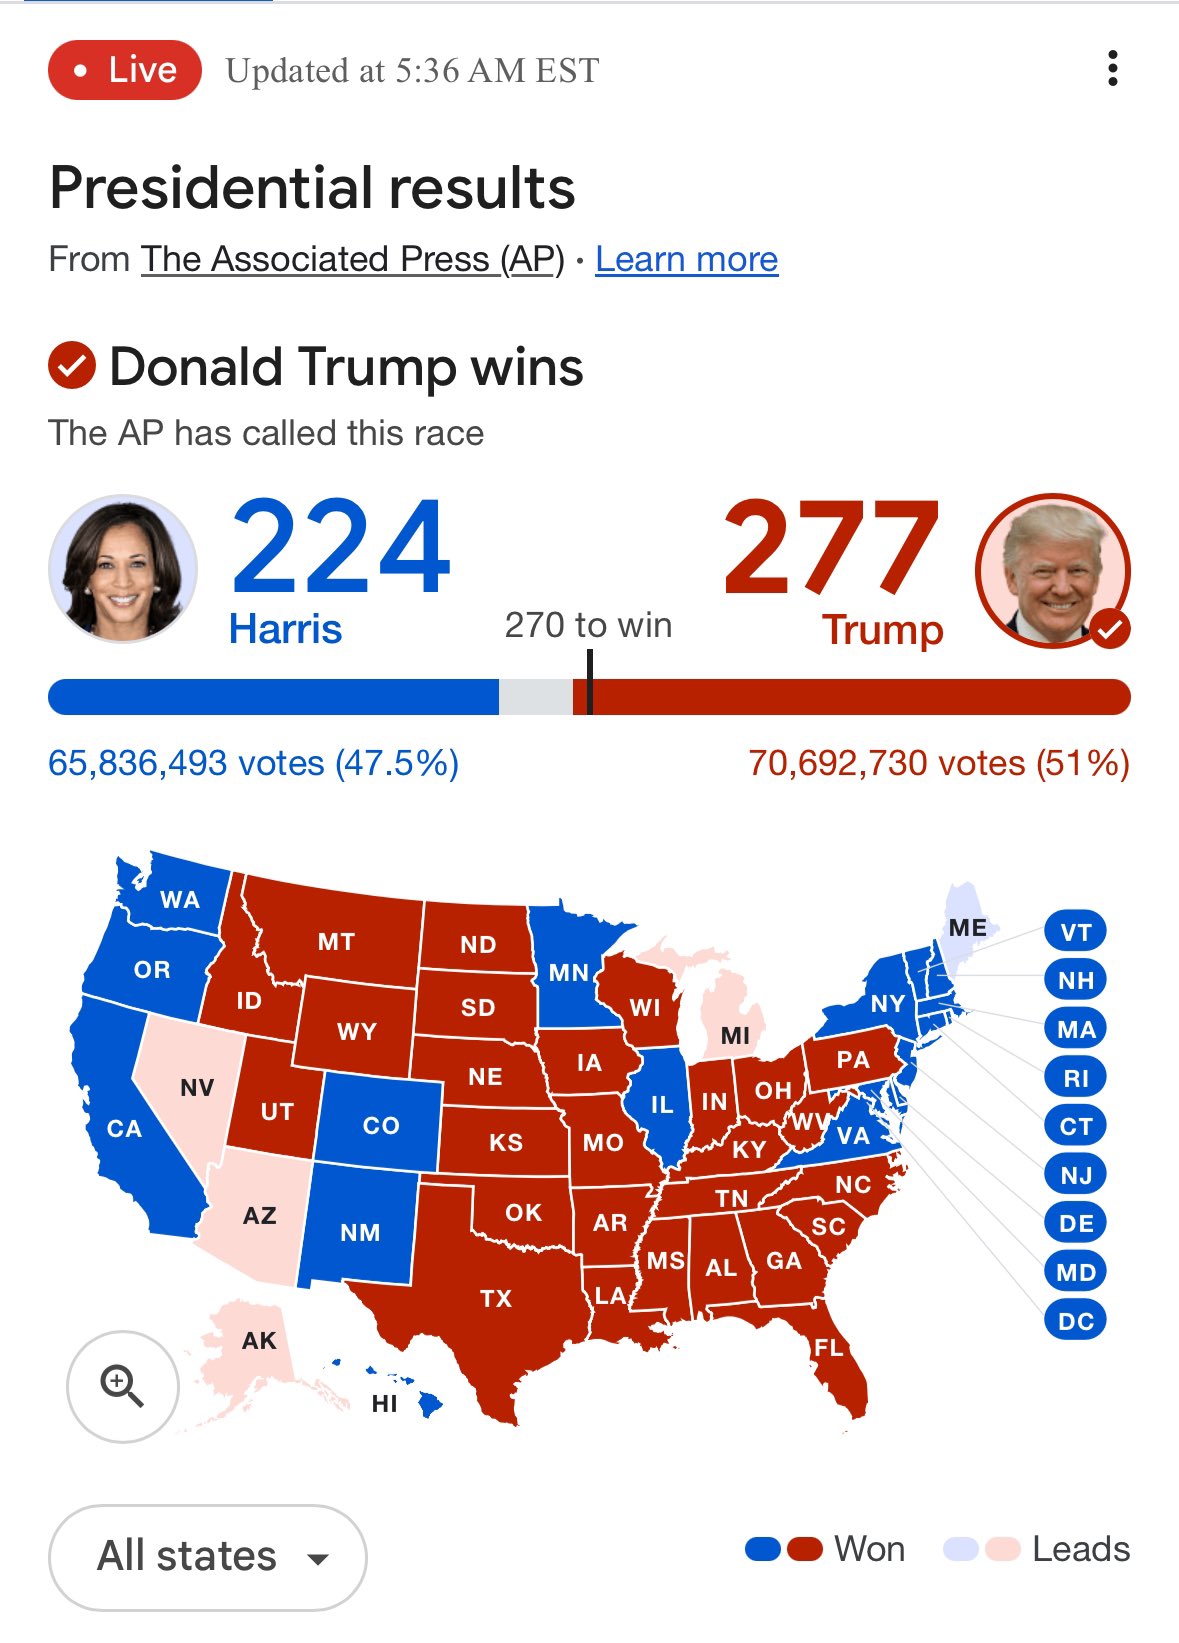 Live Updated at 5:36 AM EST
Presidential results
From The Associated Press (AP) · Learn more
Donald Trump wins
The AP has called this race
224 277
Harris 270 to win Trump
65,836,493 votes (47.5%) 70,692,730 votes (51%)
WA
MT
ND
MN
ME
VT
OR
ID
SD
WI
NY
NH
WY
MI
MA
NV
UT
NE
IA
PA
RI
CA
CO
KS
MO
IL
IN
OH
WV
VA
CT
KY
NJ
AZ
NM
OK
AR
TN
NC
SC
DE
TX
LA
MS
AL
GA
MD
DC
AK
HI
FL
All states
Won Leads